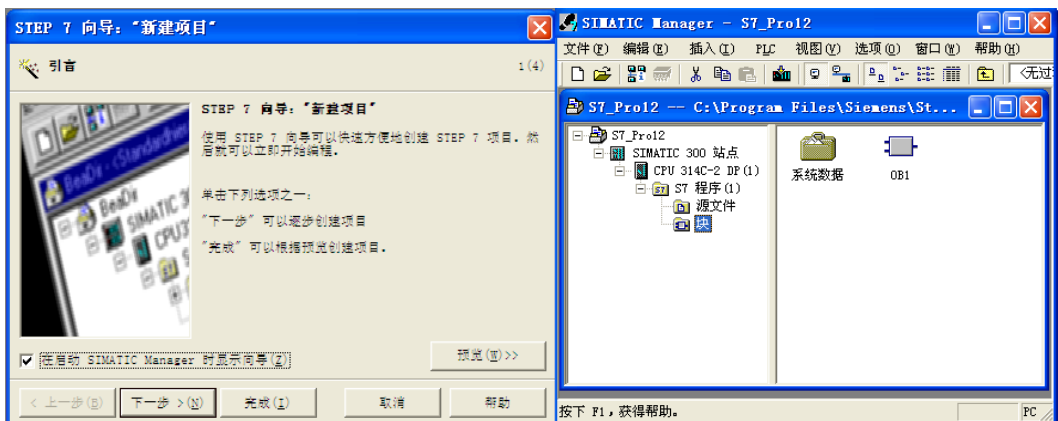 STEP 7 向导: “新建项目”
引言
1(4)
STEP 7 向导: “新建项目”
使用 STEP 7 向导可以快速方便地创建 STEP 7 项目。然
后就可以立即开始编程。
单击下列选项之一:
“下一步” 可以逐步创建项目
“完成” 可以根据预览创建项目。
在启动 SIMATIC Manager 时显示向导(Z)
预览(W)>>
< 上一步(B)
下一步 >(N)
完成(I)
取消
帮助
SIMATIC Manager - S7_Pro12
文件(F) 编辑(E) 插入(I) PLC 视图(V) 选项(O) 窗口(W) 帮助(H)
<无过
S7_Pro12 -- C:\Program Files\Siemens\St...
S7_Pro12
SIMATIC 300 站点
CPU 314C-2 DP(1)
S7 程序(1)
源文件
块
系统数据
OB1
按下 F1,获得帮助。
PC